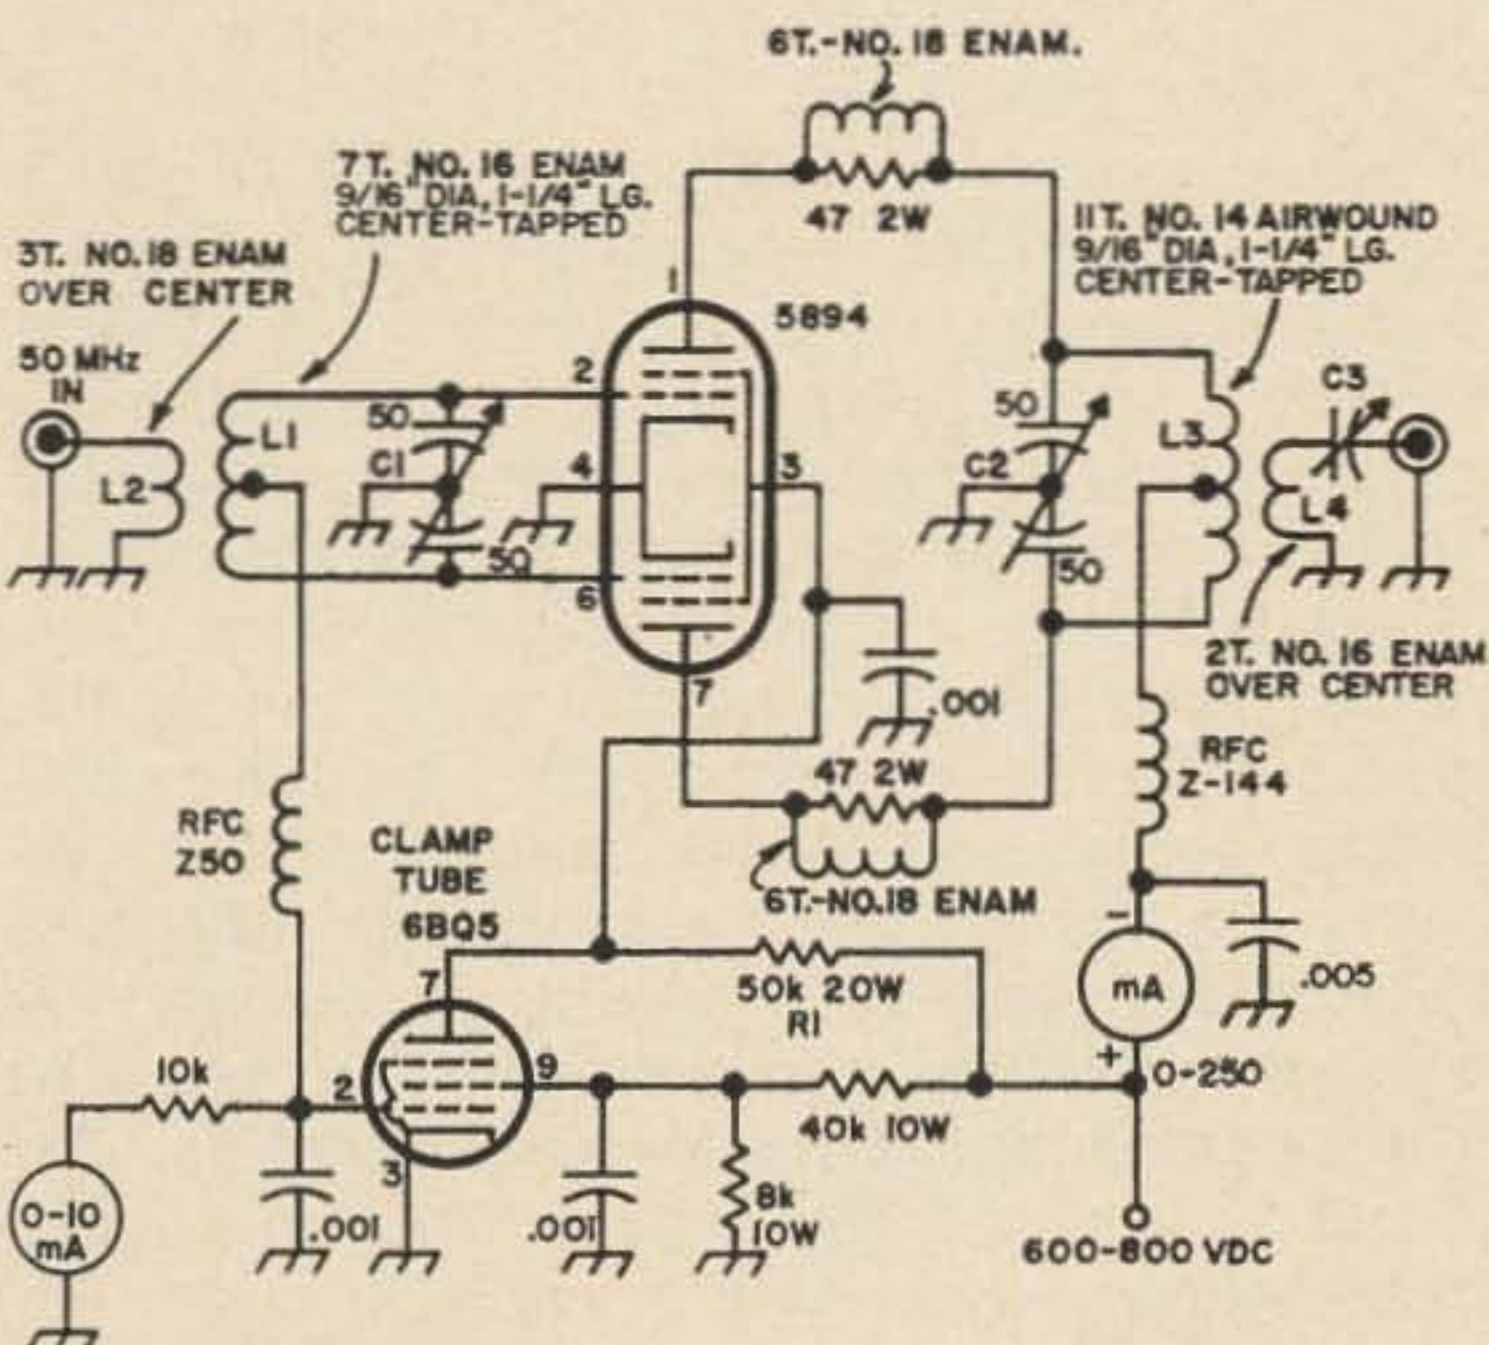 6T.-NO. 18 ENAM.
7T. NO. 16 ENAM
9/16" DIA, 1-1/4" LG.
CENTER-TAPPED
47 2W
11T. NO. 14 AIRWOUND
9/16" DIA, 1-1/4" LG.
CENTER-TAPPED
3T. NO. 18 ENAM
OVER CENTER
1
5894
50 MHz
IN
2
50
L1
C1
4
3
L2
50
6
50
C2
L3
C3
L4
50
7
.001
2T. NO. 16 ENAM
OVER CENTER
RFC
Z-144
47 2W
RFC
Z50
CLAMP
TUBE
6BQ5
6T.-NO.18 ENAM
7
50k 20W
R1
-
mA
+
0-250
.005
10k
2
9
3
40k 10W
0-10
mA
.001
.001
8k
10W
600-800 VDC